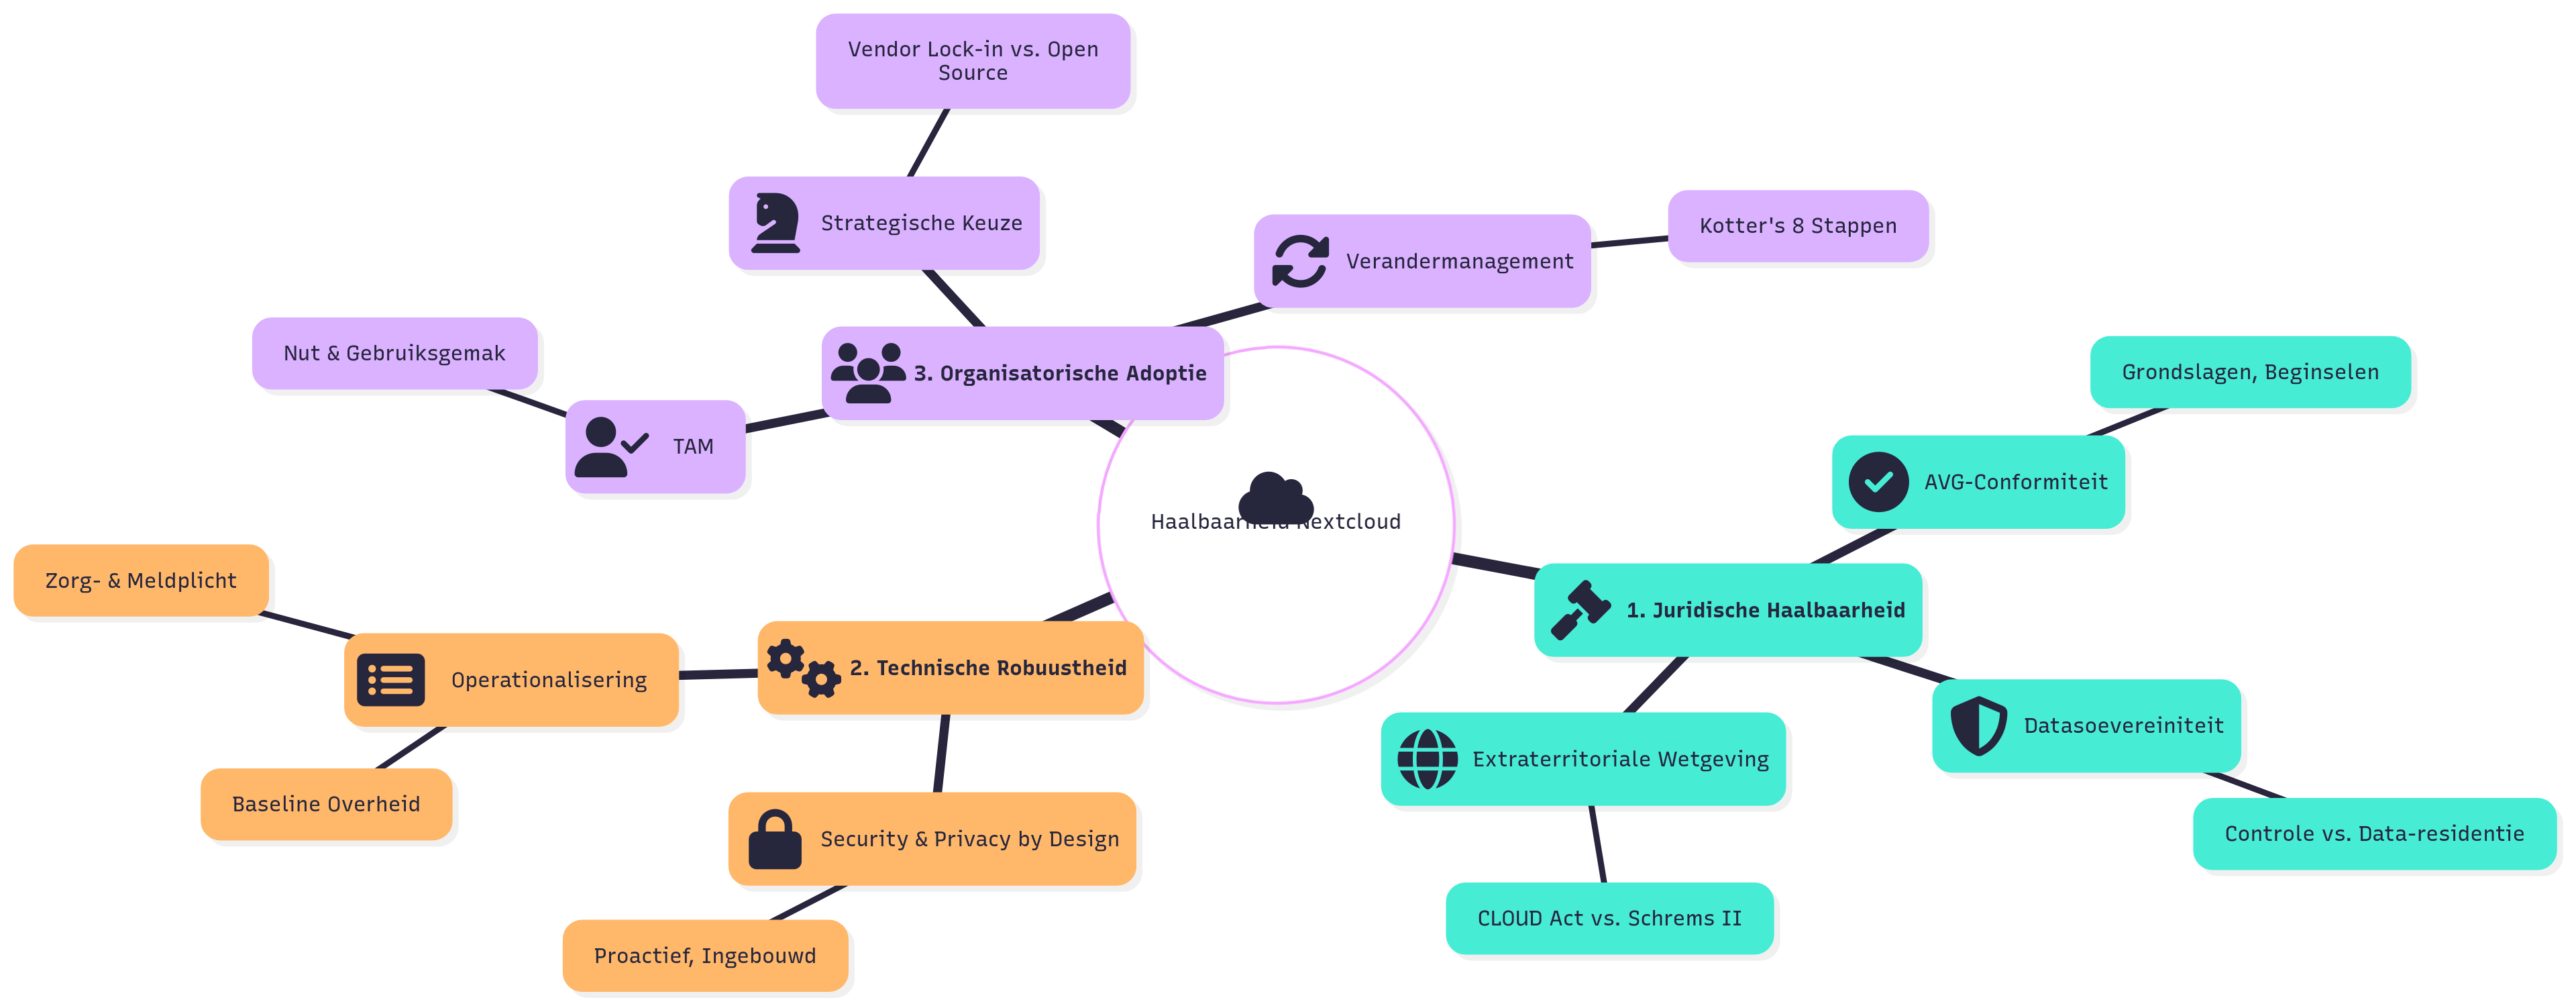 Vendor Lock-in vs. Open
Source
Strategische Keuze
Verandermanagement
Kotter's 8 Stappen
Nut & Gebruiksgemak
3. Organisatorische Adoptie
TAM
Grondslagen, Beginselen
AVG-Conformiteit
Haalbaarheid Nextcloud
Zorg- & Meldplicht
1. Juridische Haalbaarheid
Operationalisering
2. Technische Robuustheid
Datasoevereiniteit
Extraterritoriale Wetgeving
Baseline Overheid
Security & Privacy by Design
Controle vs. Data-residentie
CLOUD Act vs. Schrems II
Proactief, Ingebouwd